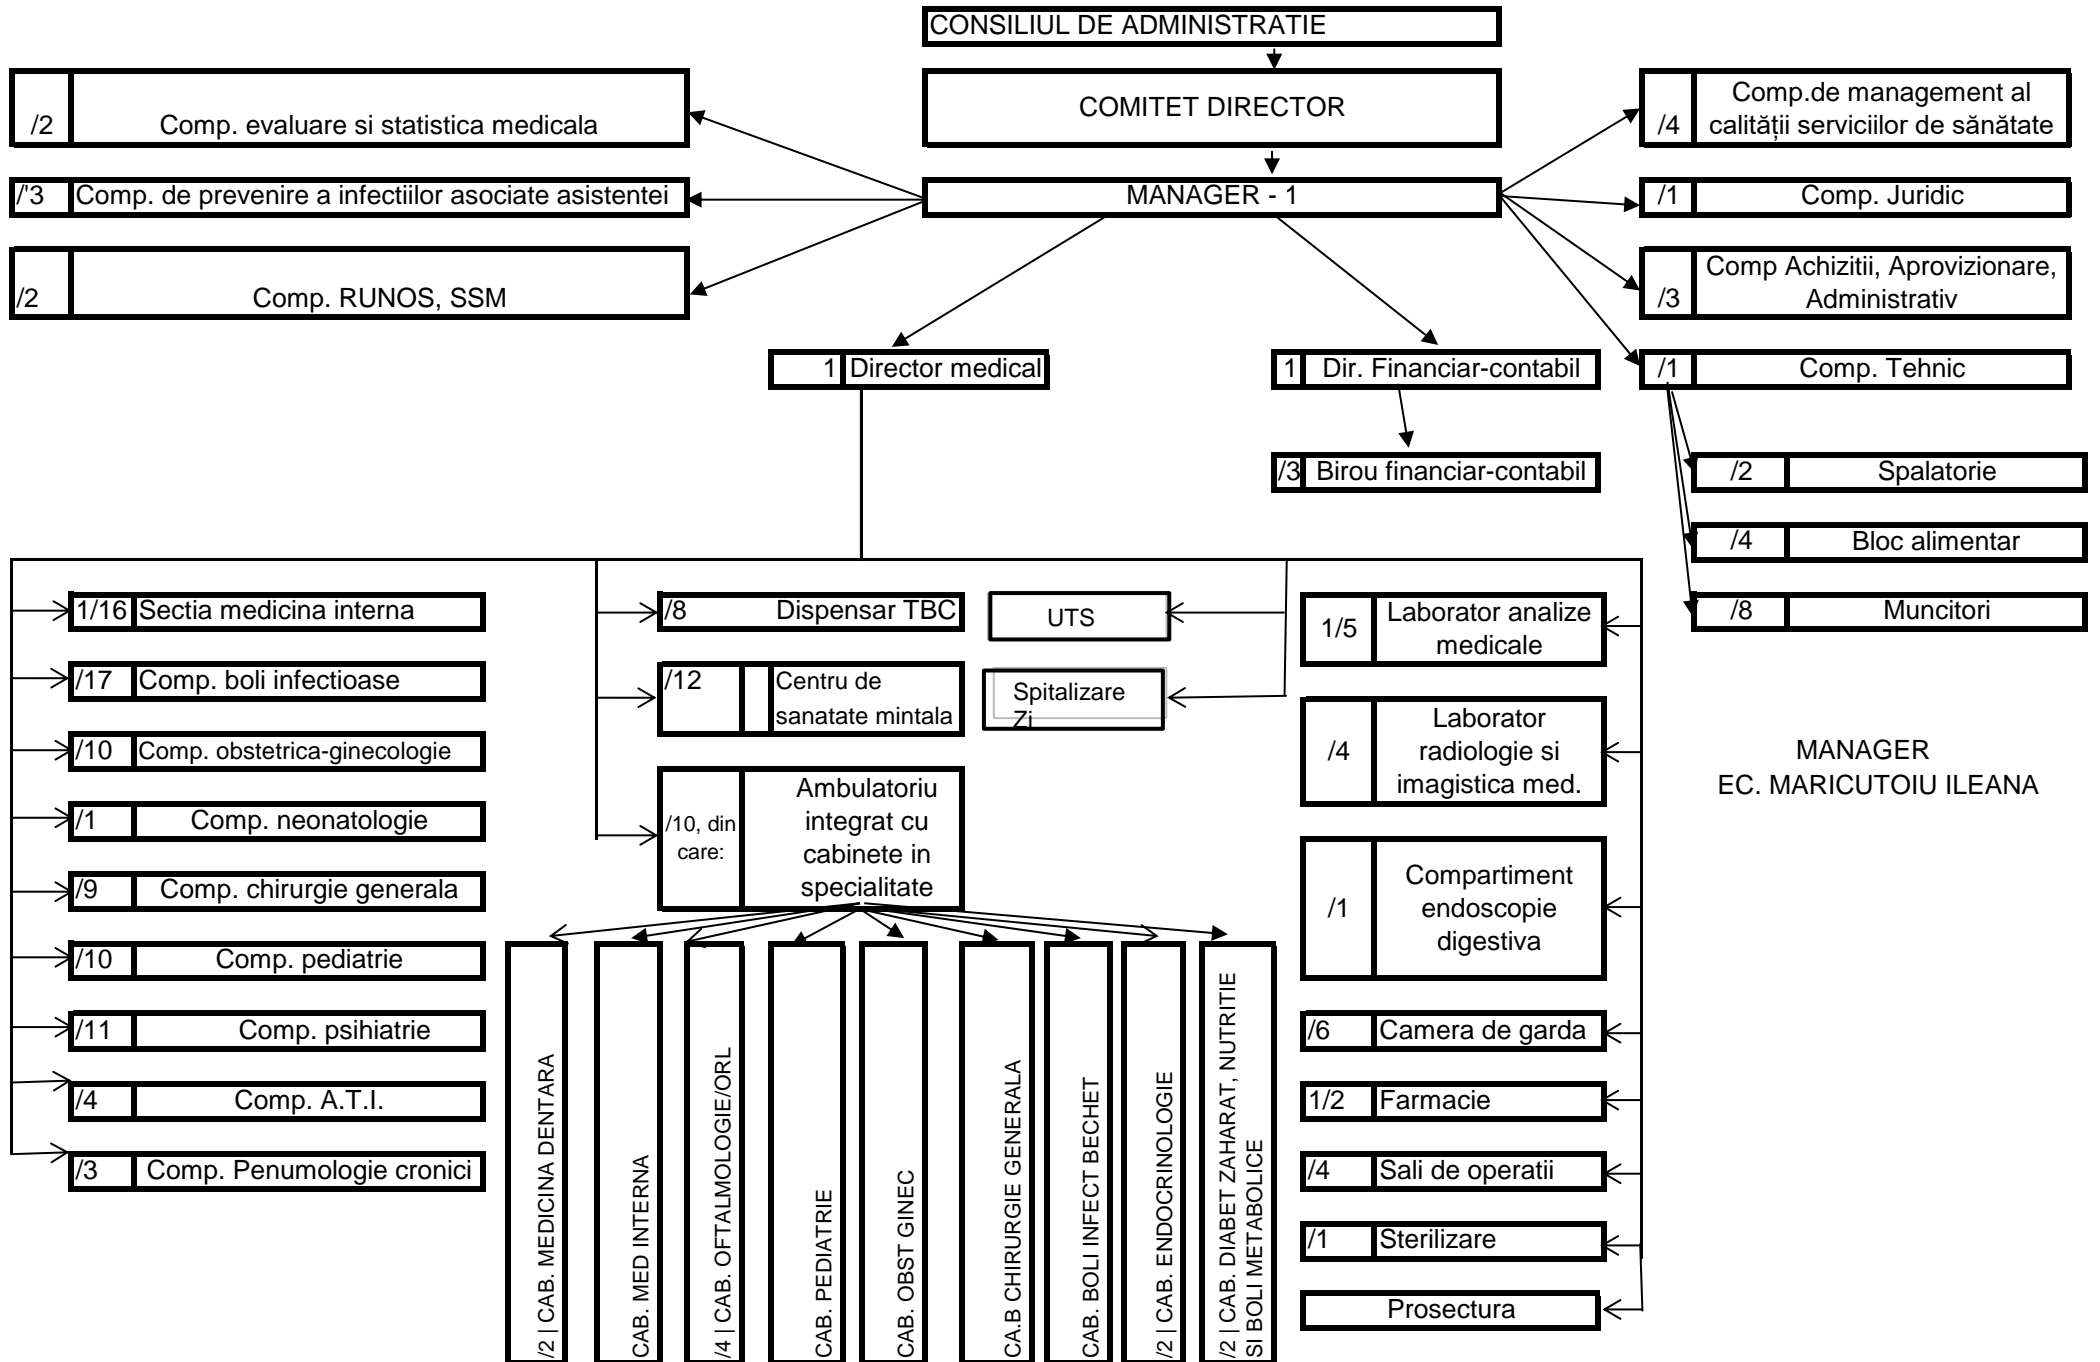 CONSILIUL DE ADMINISTRATIE
COMITET DIRECTOR
MANAGER - 1
/2 Comp. evaluare si statistica medicala
/'3 Comp. de prevenire a infectiilor asociate asistentei
/2 Comp. RUNOS, SSM
/4 Comp.de management al
calității serviciilor de sănătate
/1 Comp. Juridic
/3 Comp Achizitii, Aprovizionare,
Administrativ
/1 Comp. Tehnic
1 Director medical
1 Dir. Financiar-contabil
/3 Birou financiar-contabil
/2 Spalatorie
/4 Bloc alimentar
/8 Muncitori
1/16 Sectia medicina interna
/17 Comp. boli infectioase
/10 Comp. obstetrica-ginecologie
/1 Comp. neonatologie
/9 Comp. chirurgie generala
/10 Comp. pediatrie
/11 Comp. psihiatrie
/4 Comp. A.T.I.
/3 Comp. Penumologie cronici
/8 Dispensar TBC
/12 Centru de
sanatate mintala
/10, din
care:
Ambulatoriu
integrat cu
cabinete in
specialitate
UTS
Spitalizare
Zi
/2 | CAB. MEDICINA DENTARA
CAB. MED INTERNA
/4 | CAB. OFTALMOLOGIE/ORL
CAB. PEDIATRIE
CAB. OBST GINEC
CA.B CHIRURGIE GENERALA
CAB. BOLI INFECT BECHET
/2 | CAB. ENDOCRINOLOGIE
/2 | CAB. DIABET ZAHARAT, NUTRITIE
SI BOLI METABOLICE
1/5 Laborator analize
medicale
/4 Laborator
radiologie si
imagistica med.
/1 Compartiment
endoscopie
digestiva
/6 Camera de garda
1/2 Farmacie
/4 Sali de operatii
/1 Sterilizare
Prosectura
MANAGER
EC. MARICUTOIU ILEANA